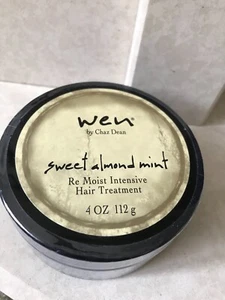 wen®
by Chaz Dean
sweet almond mint
Re Moist Intensive
Hair Treatment
4 OZ 112 g